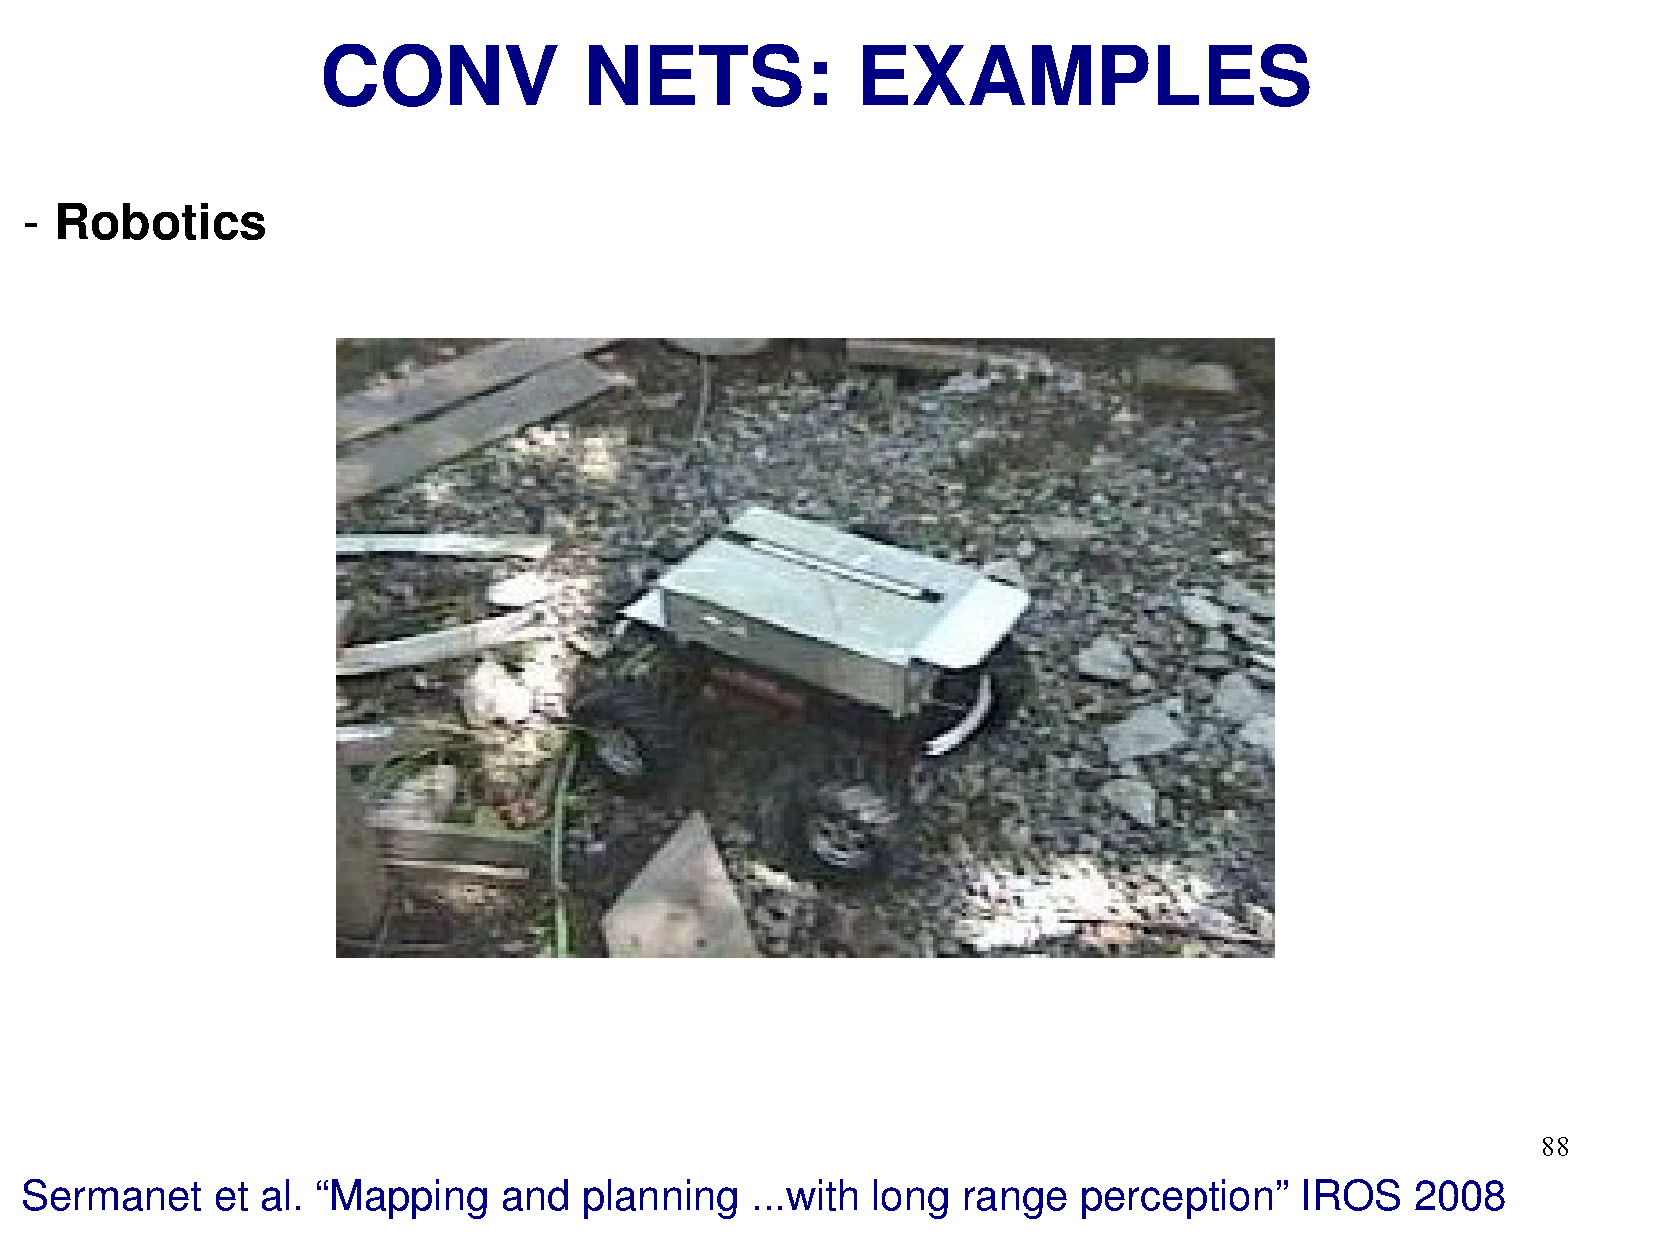 CONV NETS: EXAMPLES
- Robotics
88
Sermanet et al. “Mapping and planning ...with long range perception” IROS 2008